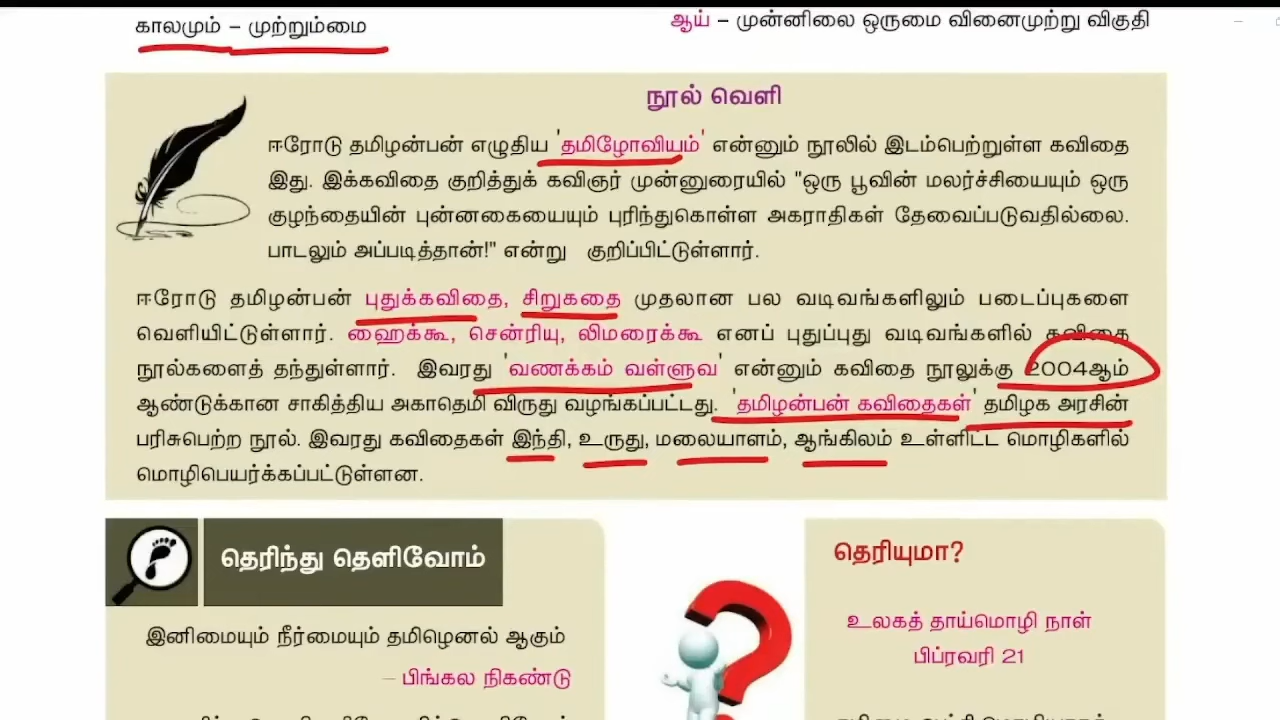 காலமும் – முற்றும்மை
ஆய் – முன்னிலை ஒருமை வினைமுற்று விகுதி
நூல் வெளி
ஈரோடு தமிழன்பன் எழுதிய 'தமிழோவியம்' என்னும் நூலில் இடம்பெற்றுள்ள கவிதை
இது. இக்கவிதை குறித்துக் கவிஞர் முன்னுரையில் "ஒரு பூவின் மலர்ச்சியையும் ஒரு
குழந்தையின் புன்னகையையும் புரிந்துகொள்ள அகராதிகள் தேவைப்படுவதில்லை.
பாடலும் அப்படித்தான்!" என்று குறிப்பிட்டுள்ளார்.
ஈரோடு தமிழன்பன் புதுக்கவிதை, சிறுகதை முதலான பல வடிவங்களிலும் படைப்புகளை
வெளியிட்டுள்ளார். ஹைக்கூ, சென்ரியு, லிமரைக்கூ எனப் புதுப்புது வடிவங்களில் கவிதை
நூல்களைத் தந்துள்ளார். இவரது 'வணக்கம் வள்ளுவ' என்னும் கவிதை நூலுக்கு 2004ஆம்
ஆண்டுக்கான சாகித்திய அகாதெமி விருது வழங்கப்பட்டது. 'தமிழன்பன் கவிதைகள்' தமிழக அரசின்
பரிசுபெற்ற நூல். இவரது கவிதைகள் இந்தி, உருது, மலையாளம், ஆங்கிலம் உள்ளிட்ட மொழிகளில்
மொழிபெயர்க்கப்பட்டுள்ளன.
தெரிந்து தெளிவோம்
இனிமையும் நீர்மையும் தமிழெனல் ஆகும்
– பிங்கல நிகண்டு
தெரியுமா?
உலகத் தாய்மொழி நாள்
பிப்ரவரி 21